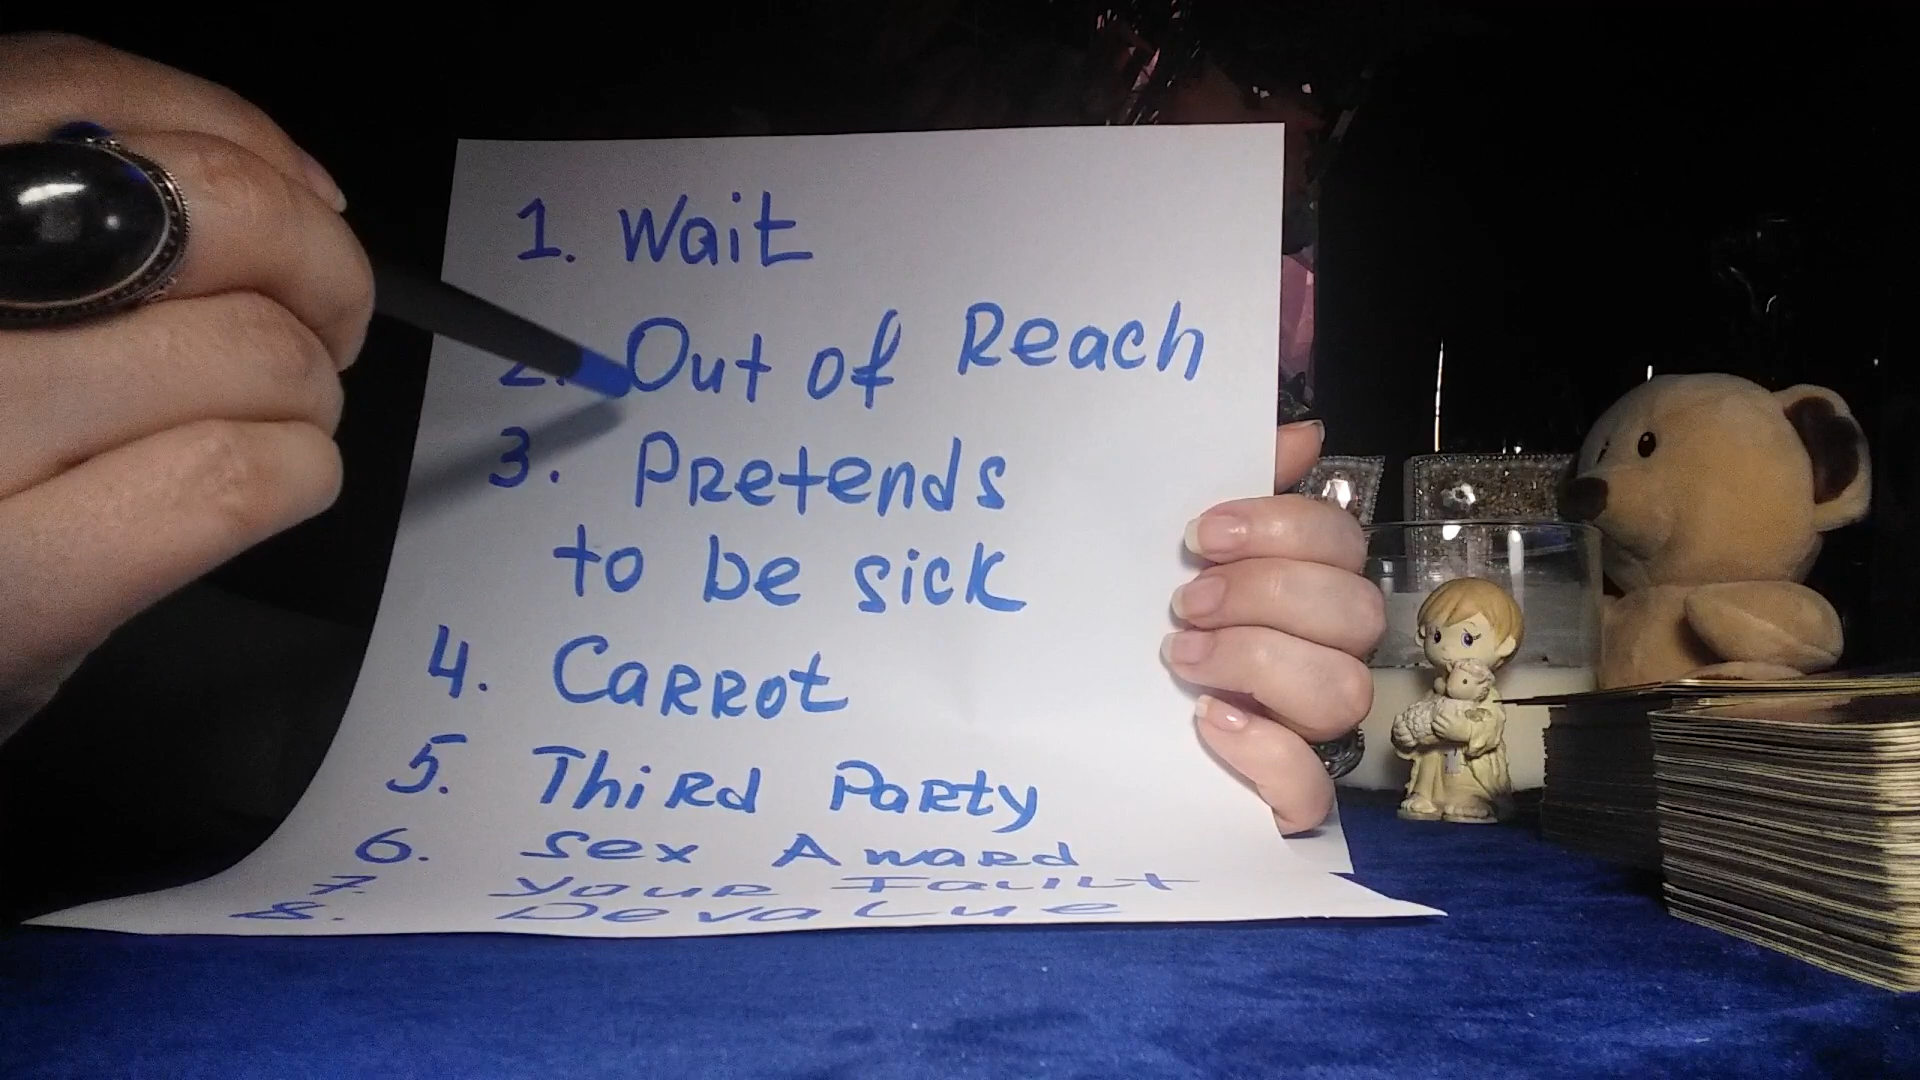 1. Wait
2. Out of Reach
3. Pretends
to be sick
4. Carrot
5. Third Party
6. Sex Award
7. Your Fault
8. Devalue